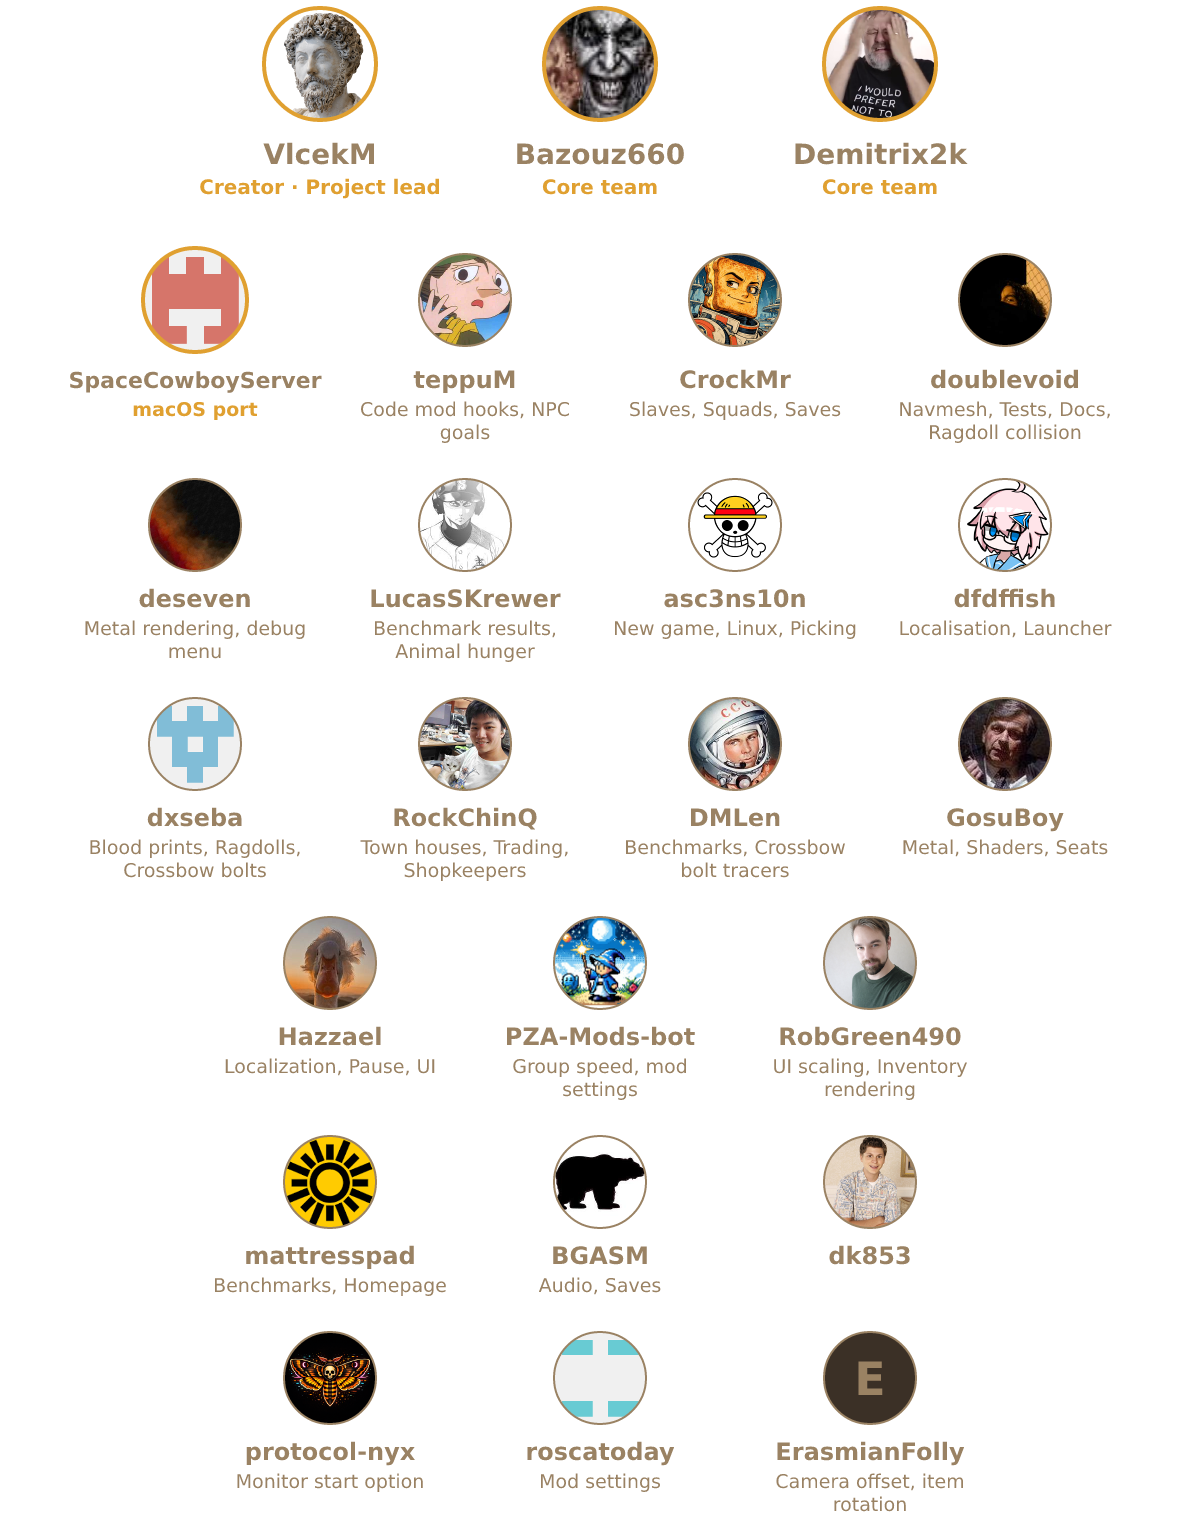 I WOULD
PREFER
NOT TO
VlcekM
Bazouz660
Demitrix2k
Creator · Project lead
Core team
Core team
SpaceCowboyServer
teppuM
CrockMr
doublevoid
macOS port
Code mod hooks, NPC
goals
Slaves, Squads, Saves
Navmesh, Tests, Docs,
Ragdoll collision
deseven
LucasSKrewer
asc3ns10n
dfdffish
Metal rendering, debug
menu
Benchmark results,
Animal hunger
New game, Linux, Picking
Localisation, Launcher
CCC
dxseba
RockChinQ
DMLen
GosuBoy
Blood prints, Ragdolls,
Crossbow bolts
Town houses, Trading,
Shopkeepers
Benchmarks, Crossbow
bolt tracers
Metal, Shaders, Seats
Hazzael
PZA-Mods-bot
RobGreen490
Localization, Pause, UI
Group speed, mod
settings
UI scaling, Inventory
rendering
mattresspad
BGASM
dk853
Benchmarks, Homepage
Audio, Saves
E
protocol-nyx
roscatoday
ErasmianFolly
Monitor start option
Mod settings
Camera offset, item
rotation